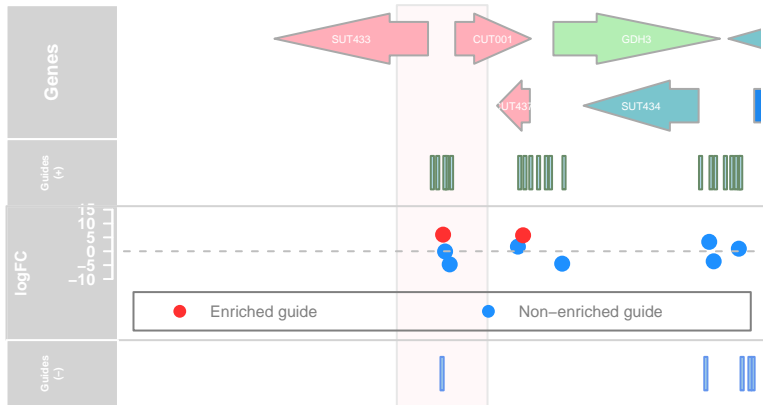 Genes
SUT433
CUT001
GDH3
SUT437
SUT434
Guides
(+)
logFC
15
10
5
0
−5
−10
Enriched guide
Non−enriched guide
Guides
(−)